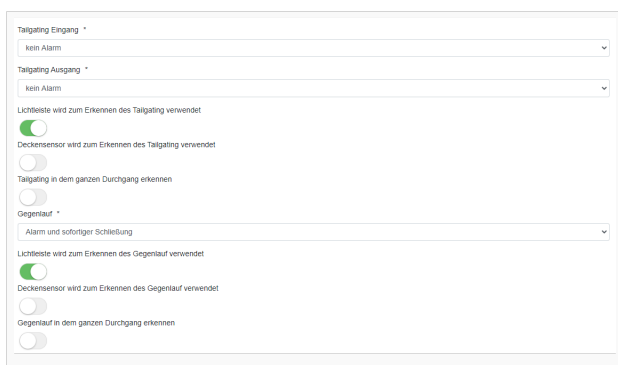 Tailgating Eingang *
kein Alarm
Tailgating Ausgang *
kein Alarm
Lichtleiste wird zum Erkennen des Tailgating verwendet
Deckensensor wird zum Erkennen des Tailgating verwendet
Tailgating in dem ganzen Durchgang erkennen
Gegenlauf *
Alarm und sofortiger Schließung
Lichtleiste wird zum Erkennen des Gegenlauf verwendet
Deckensensor wird zum Erkennen des Gegenlauf verwendet
Gegenlauf in dem ganzen Durchgang erkennen